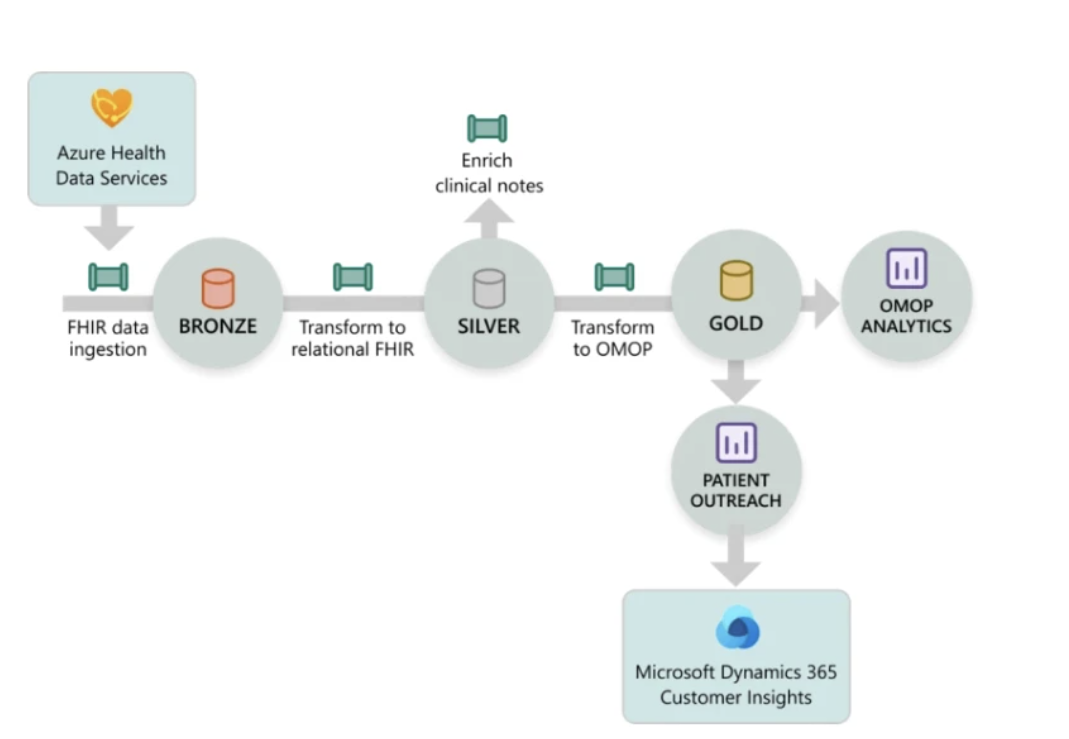 Azure Health
Data Services
Enrich
clinical notes
FHIR data
ingestion
BRONZE
Transform to
relational FHIR
SILVER
Transform
to OMOP
GOLD
OMOP
ANALYTICS
PATIENT
OUTREACH
Microsoft Dynamics 365
Customer Insights